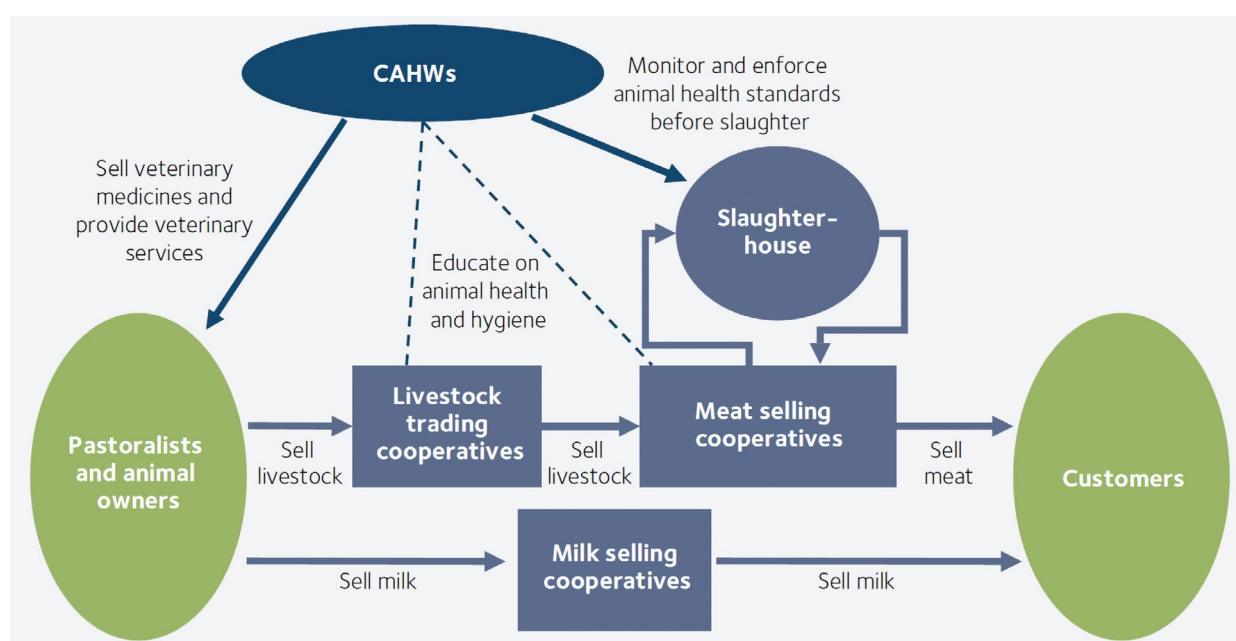 CAHWs
Monitor and enforce
animal health standards
before slaughter
Sell veterinary
medicines and
provide veterinary
services
Slaughter-
house
Educate on
animal health
and hygiene
Pastoralists
and animal
owners
Sell
livestock
Livestock
trading
cooperatives
Sell
livestock
Meat selling
cooperatives
Sell
meat
Customers
Sell milk
Milk selling
cooperatives
Sell milk